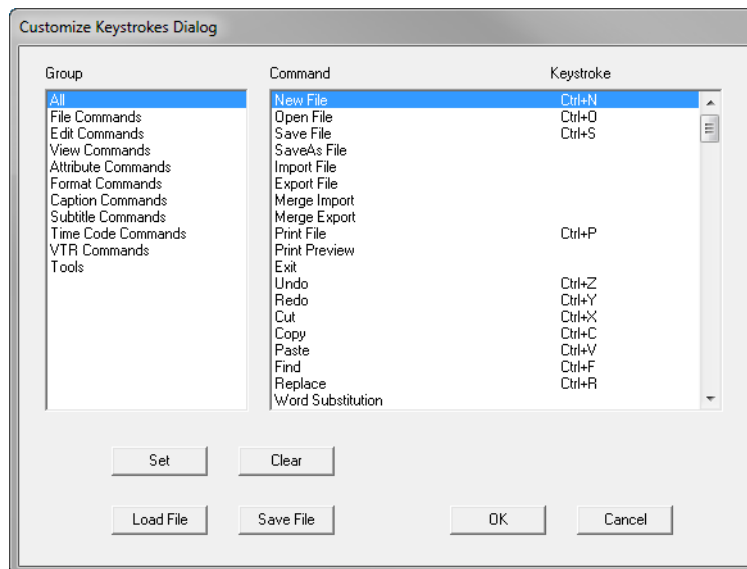 Customize Keystrokes Dialog
Group Command Keystroke
All New File Ctrl+N
File Commands Open File Ctrl+O
Edit Commands Save File Ctrl+S
View Commands SaveAs File
Attribute Commands Import File
Format Commands Export File
Caption Commands Merge Import
Subtitle Commands Merge Export
Time Code Commands Print File Ctrl+P
VTR Commands Print Preview
Tools Exit
Undo Ctrl+Z
Redo Ctrl+Y
Cut Ctrl+X
Copy Ctrl+C
Paste Ctrl+V
Find Ctrl+F
Replace Ctrl+R
Word Substitution
Set Clear
Load File Save File OK Cancel